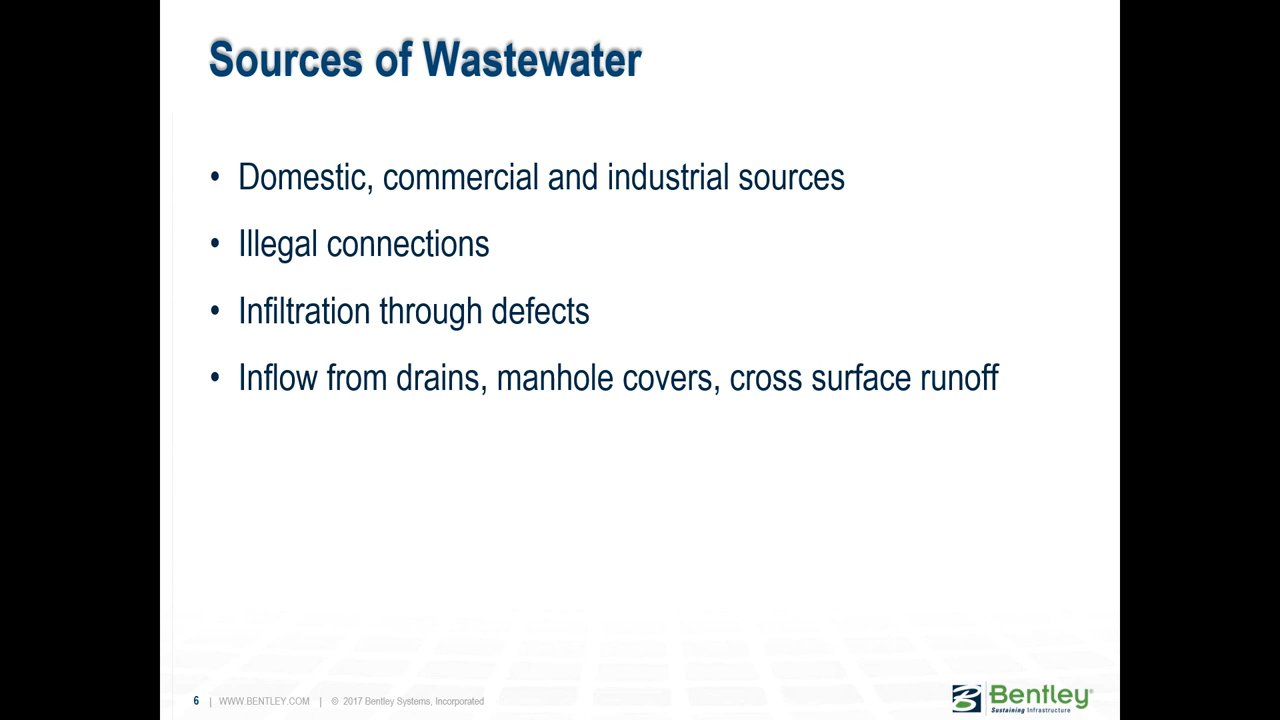 Sources of Wastewater
• Domestic, commercial and industrial sources
• Illegal connections
• Infiltration through defects
• Inflow from drains, manhole covers, cross surface runoff
6 | WWW.BENTLEY.COM | © 2017 Bentley Systems, Incorporated
Bentley®
Sustaining Infrastructure